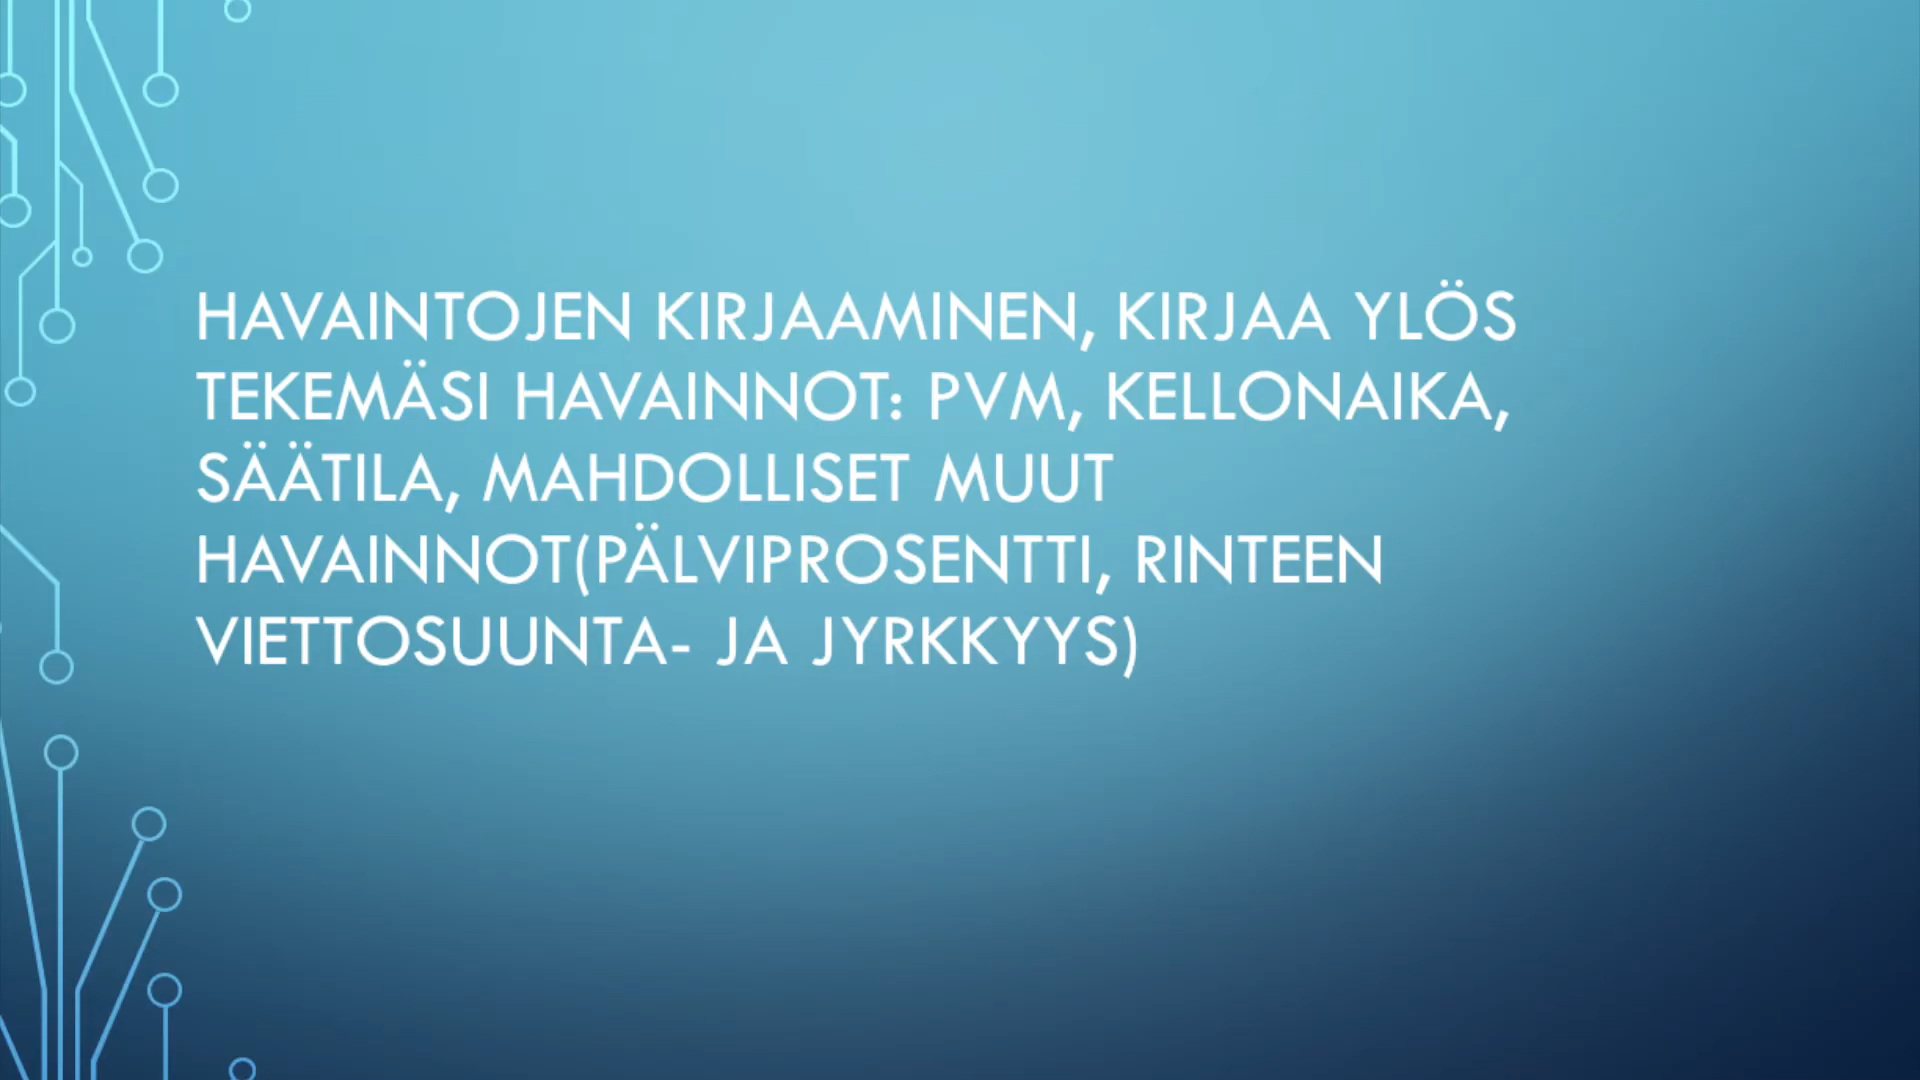 HAVAINTOJEN KIRJAAMINEN, KIRJAA YLÖS
TEKEMÄSI HAVAINNOT: PVM, KELLONAIKA,
SÄÄTILA, MAHDOLLISET MUUT
HAVAINNOT(PÄLVIPROSENTTI, RINTEEN
VIETTOSUUNTA- JA JYRKKYYS)